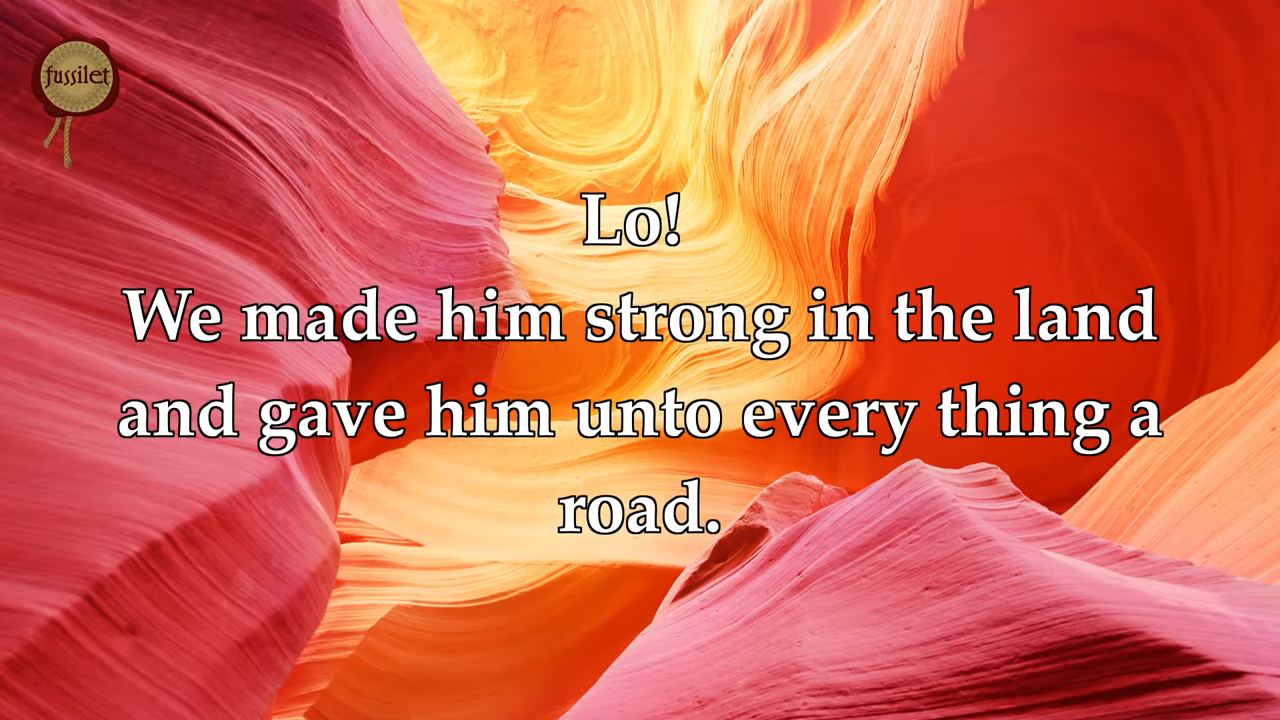 fussilet
Lo!
We made him strong in the land
and gave him unto every thing a
road.